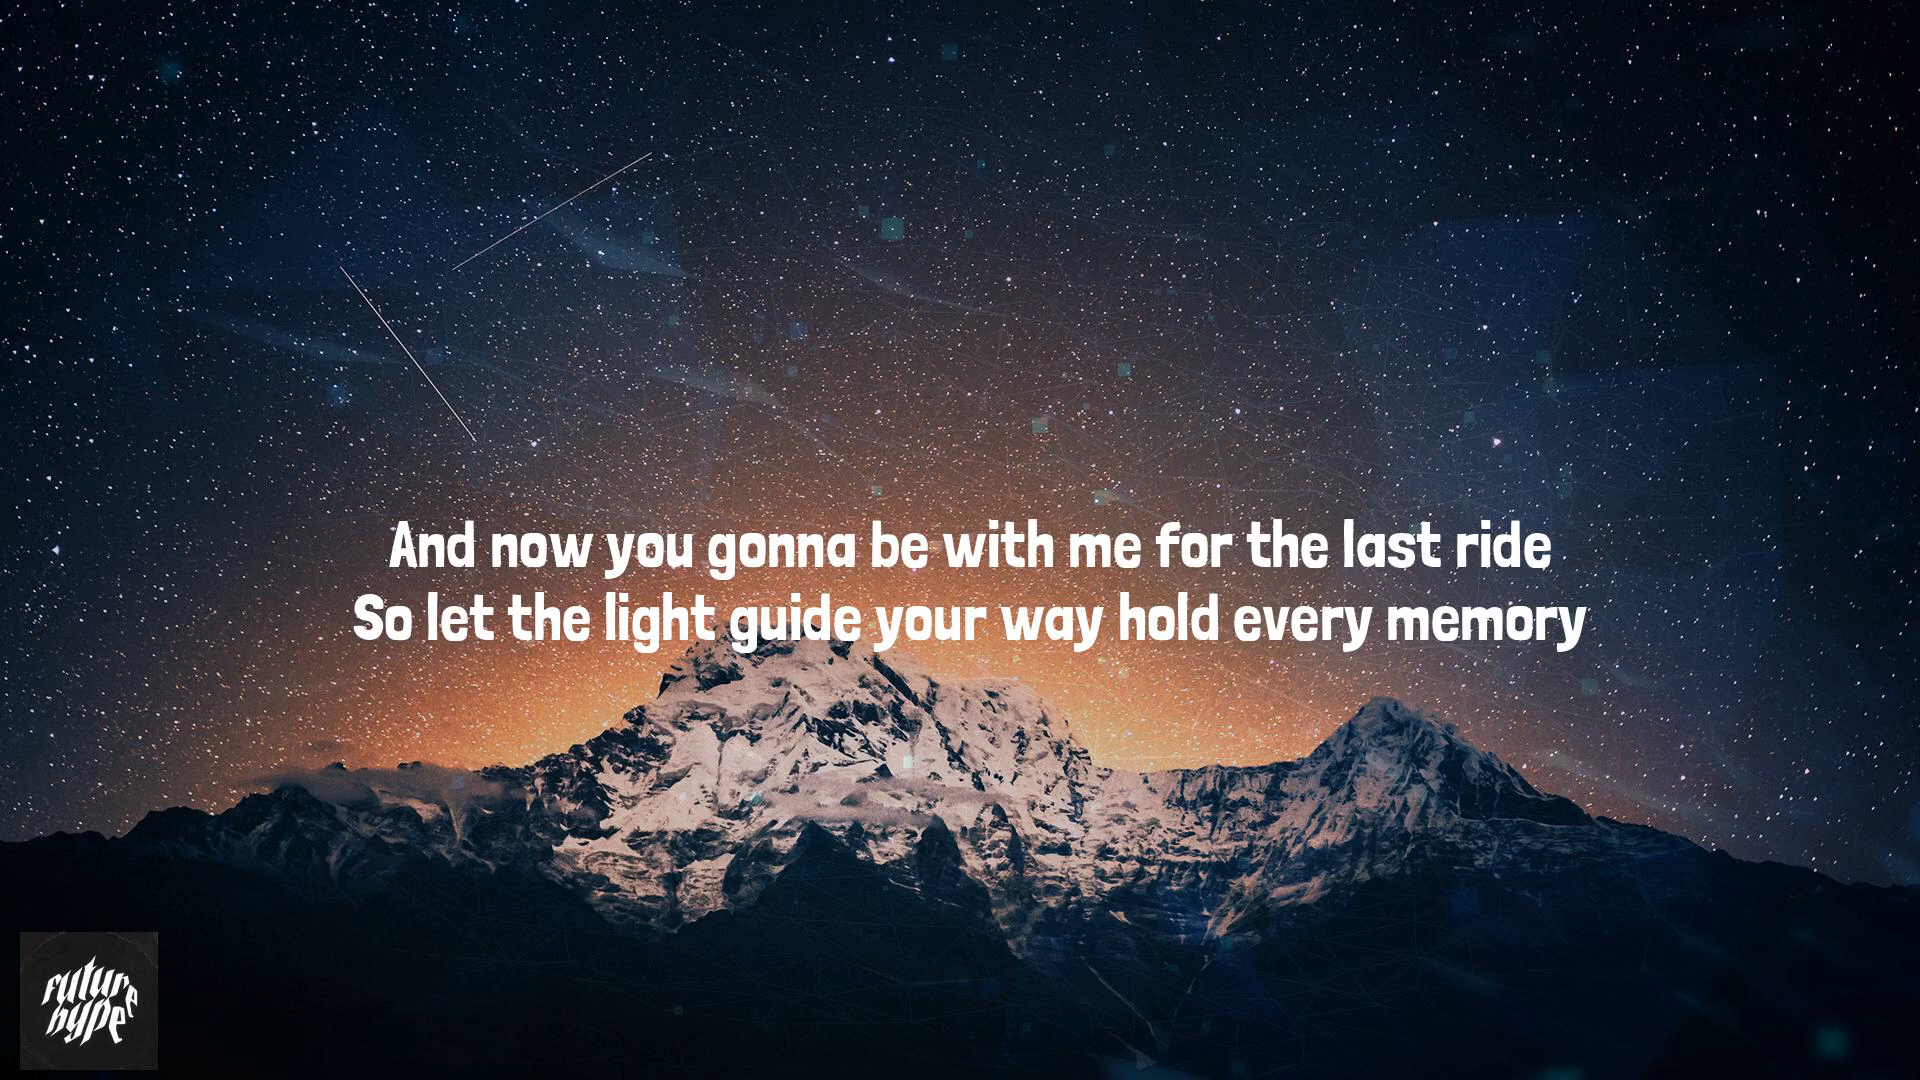 And now you gonna be with me for the last ride
So let the light guide your way hold every memory
future
hype